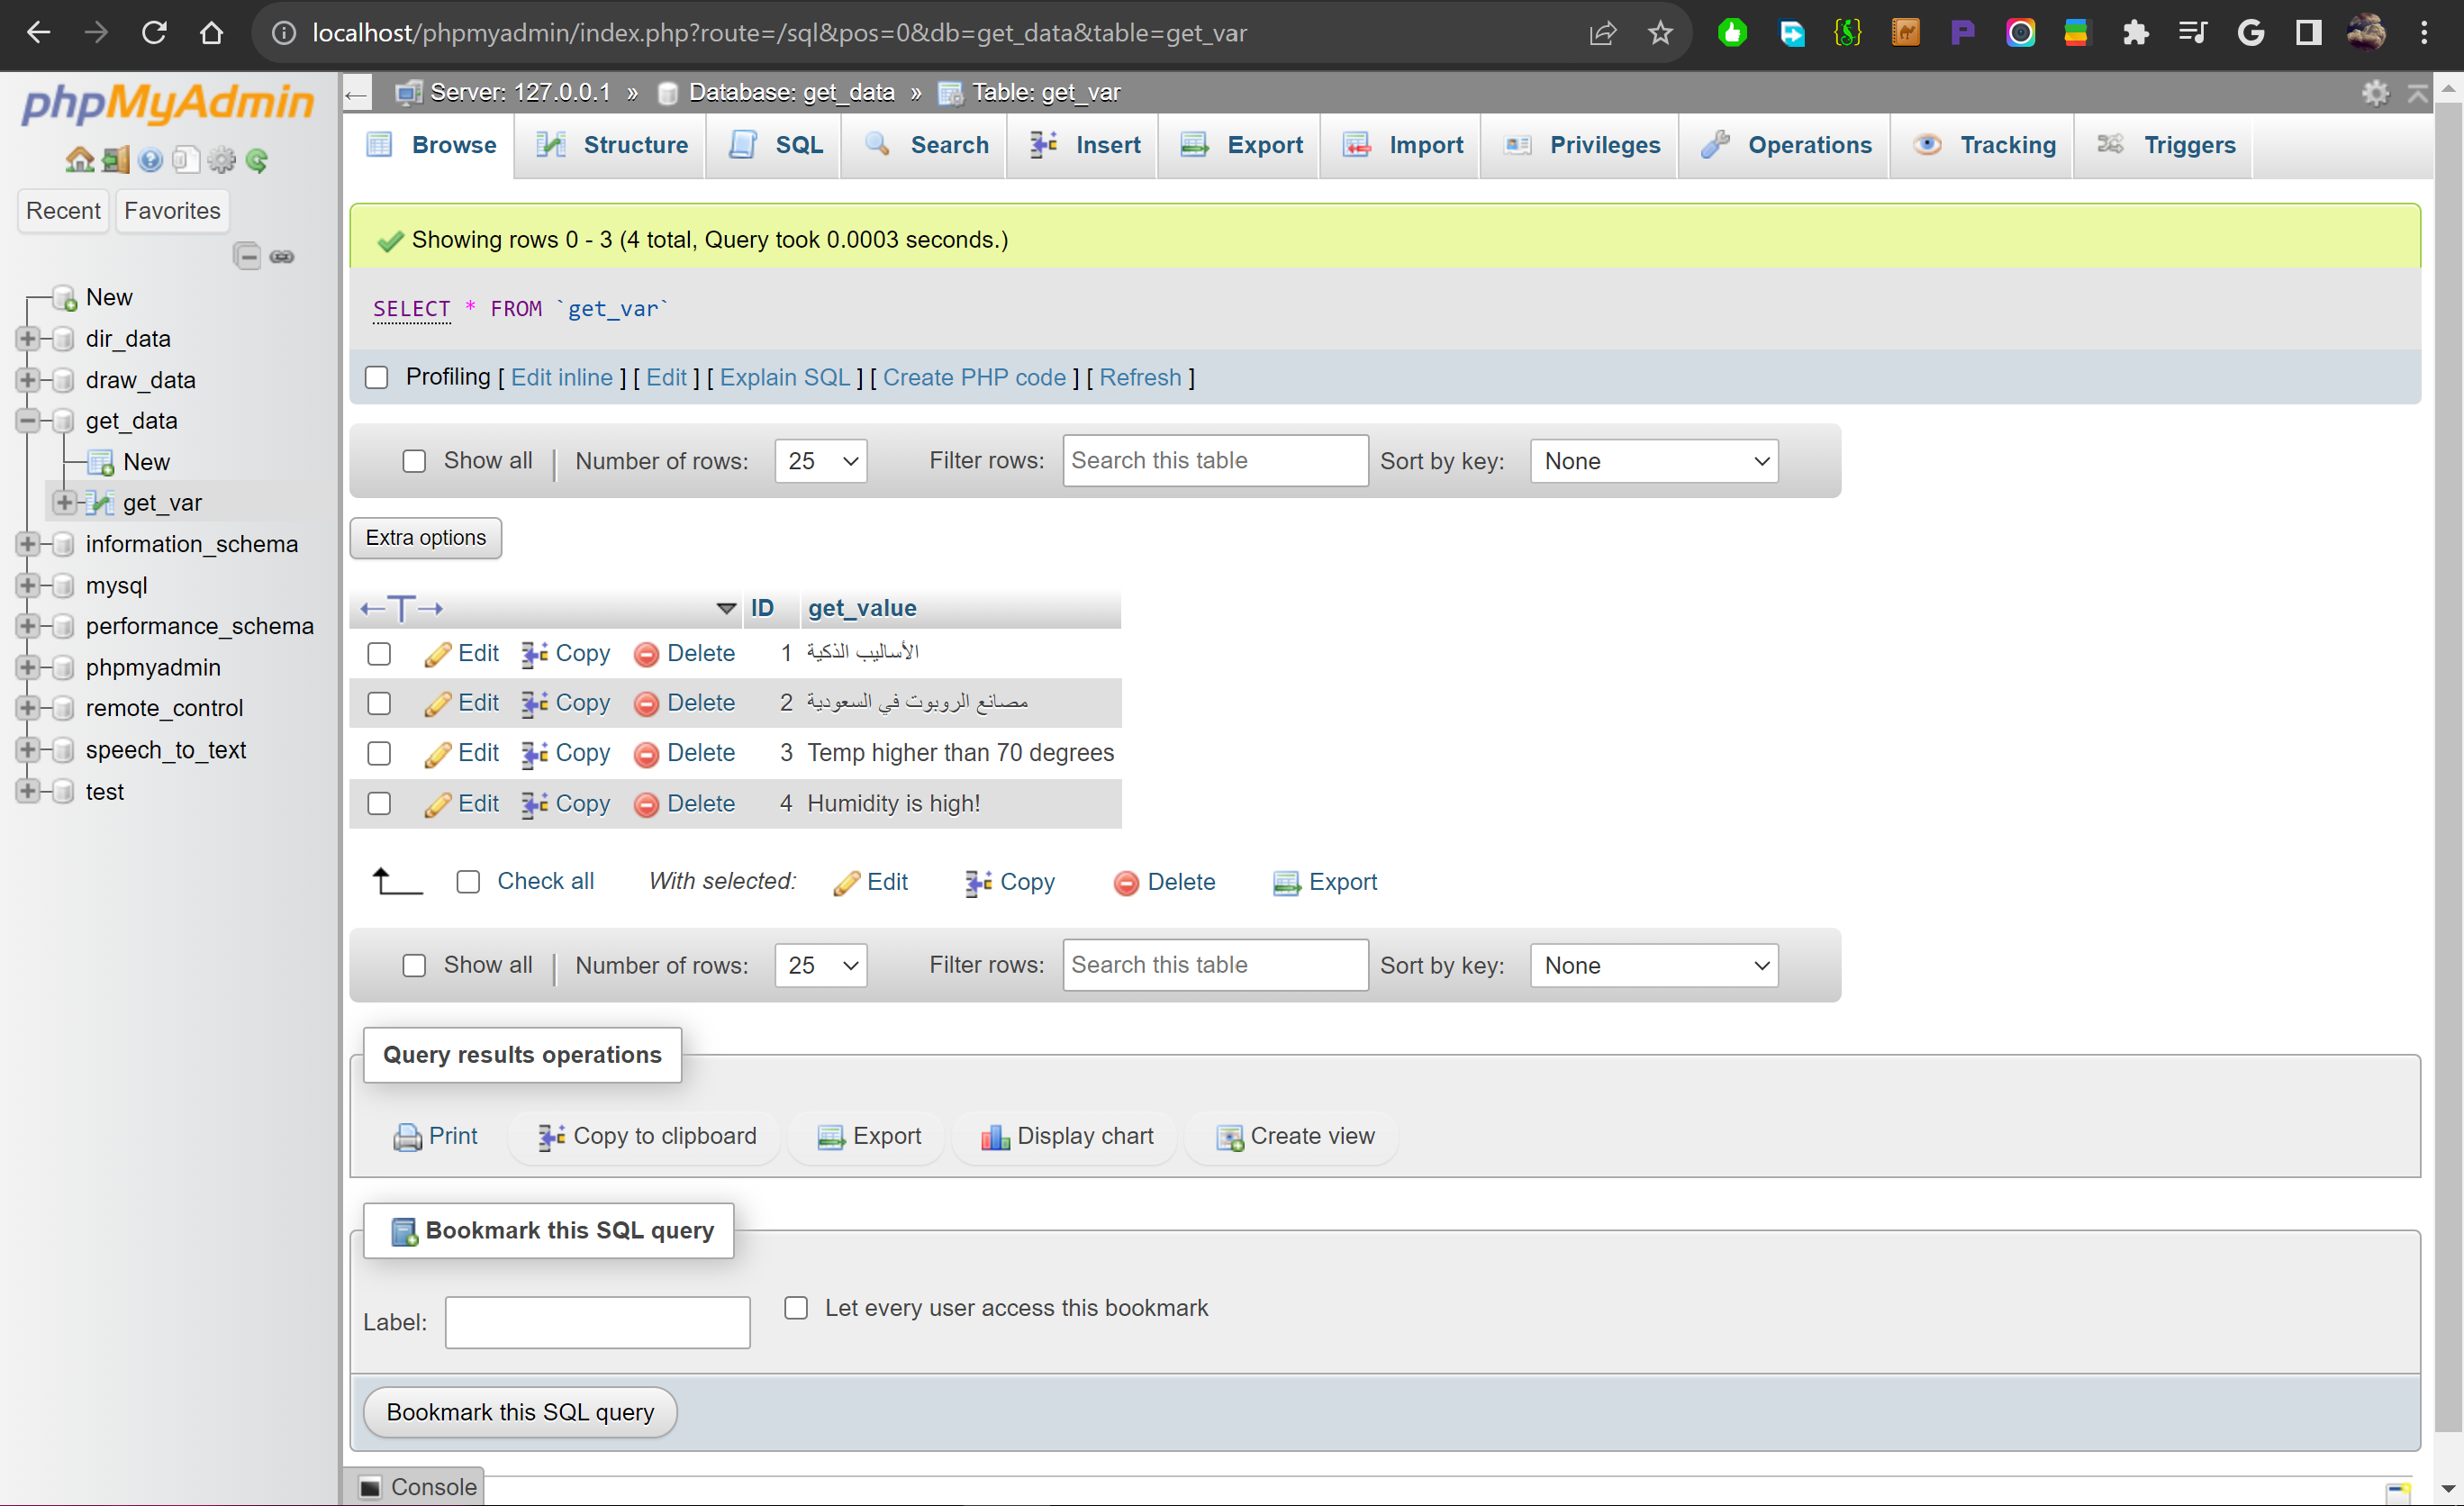 localhost/phpmyadmin/index.php?route=/sql&pos=0&db=get_data&table=get_var
phpMyAdmin
Recent Favorites
New
dir_data
draw_data
get_data
New
get_var
information_schema
mysql
performance_schema
phpmyadmin
remote_control
speech_to_text
test
Server: 127.0.0.1 » Database: get_data » Table: get_var
Browse Structure SQL Search Insert Export Import Privileges Operations Tracking Triggers
Showing rows 0 - 3 (4 total, Query took 0.0003 seconds.)
SELECT * FROM `get_var`
Profiling [ Edit inline ] [ Edit ] [ Explain SQL ] [ Create PHP code ] [ Refresh ]
Show all Number of rows: 25 Filter rows: Search this table Sort by key: None
Extra options
←T→ ID get_value
Edit Copy Delete 1 الأساليب الذكية
Edit Copy Delete 2 مصانع الروبوت في السعودية
Edit Copy Delete 3 Temp higher than 70 degrees
Edit Copy Delete 4 Humidity is high!
Check all With selected: Edit Copy Delete Export
Show all Number of rows: 25 Filter rows: Search this table Sort by key: None
Query results operations
Print Copy to clipboard Export Display chart Create view
Bookmark this SQL query
Label: Let every user access this bookmark
Bookmark this SQL query
Console